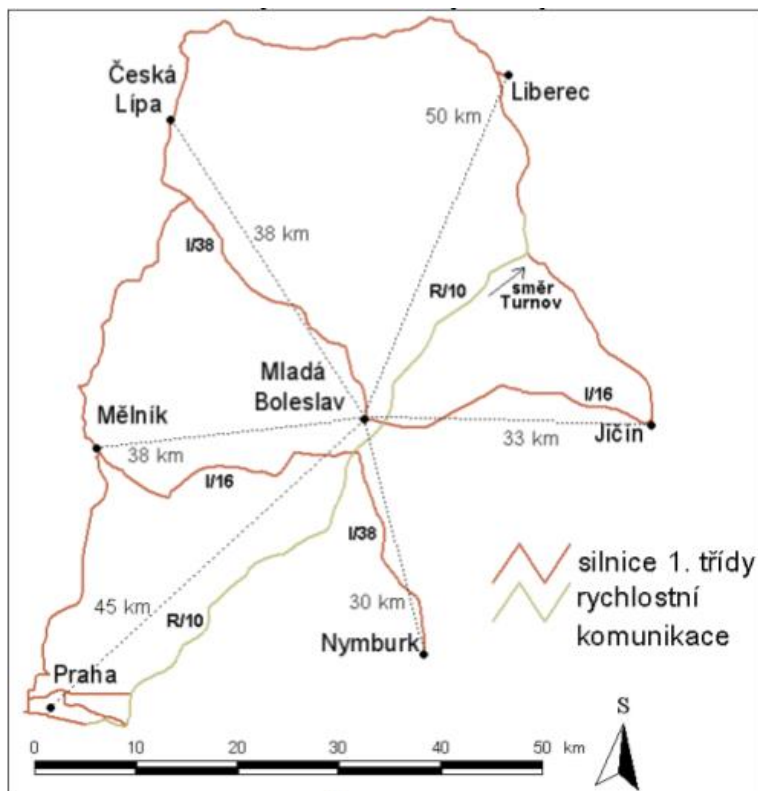 Česká
Lípa
Liberec
50 km
38 km
I/38
R/10
směr
Turnov
Mladá
Boleslav
I/16
Mělník
38 km
33 km
Jičín
I/16
I/38
45 km
R/10
30 km
Nymburk
Praha
silnice 1. třídy
rychlostní
komunikace
S
0 10 20 30 40 50 km